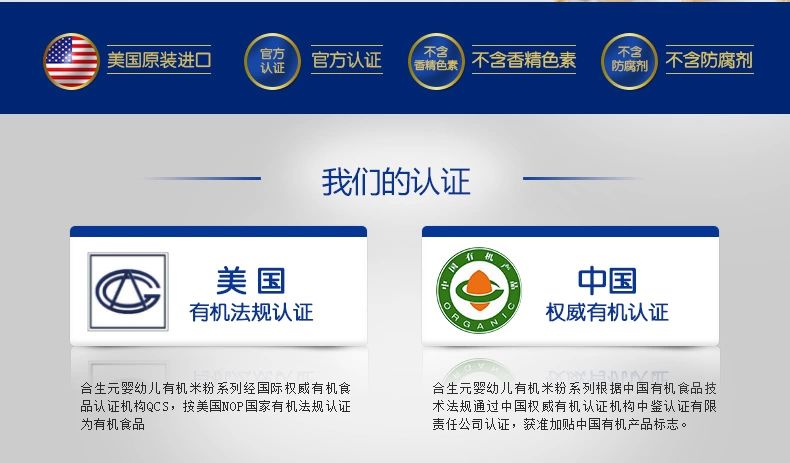 美国原装进口
官方
认证
官方认证
不含
香精色素
不含香精色素
不含
防腐剂
不含防腐剂
我们的认证
美国
有机法规认证
中国有机产品
ORGANIC
中国
权威有机认证
合生元婴幼儿有机米粉系列经国际权威有机食
品认证机构QCS，按美国NOP国家有机法规认证
为有机食品
合生元婴幼儿有机米粉系列根据中国有机食品技
术法规通过中国权威有机认证机构中鉴认证有限
责任公司认证，获准加贴中国有机产品标志。